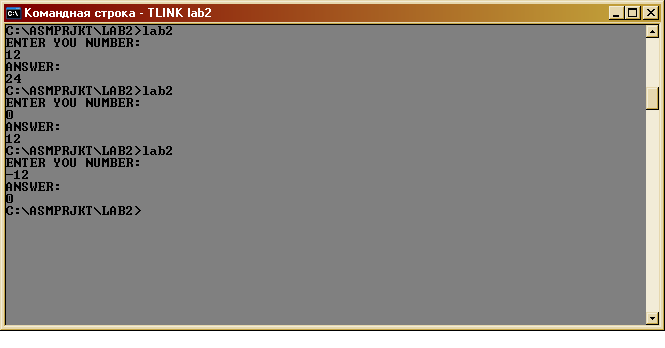 Командная строка - TLINK lab2
C:\ASMPRJKT\LAB2>lab2
ENTER YOU NUMBER:
12
ANSWER:
24
C:\ASMPRJKT\LAB2>lab2
ENTER YOU NUMBER:
0
ANSWER:
12
C:\ASMPRJKT\LAB2>lab2
ENTER YOU NUMBER:
-12
ANSWER:
0
C:\ASMPRJKT\LAB2>